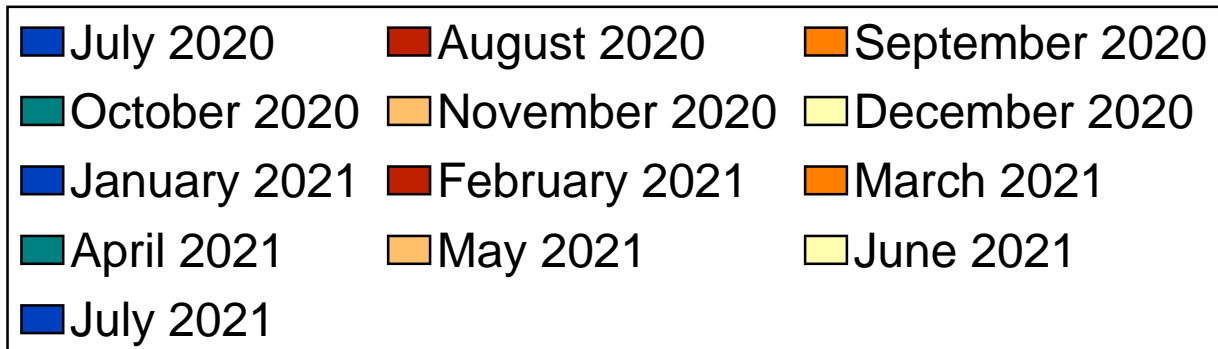 July 2020 August 2020 September 2020
October 2020 November 2020 December 2020
January 2021 February 2021 March 2021
April 2021 May 2021 June 2021
July 2021